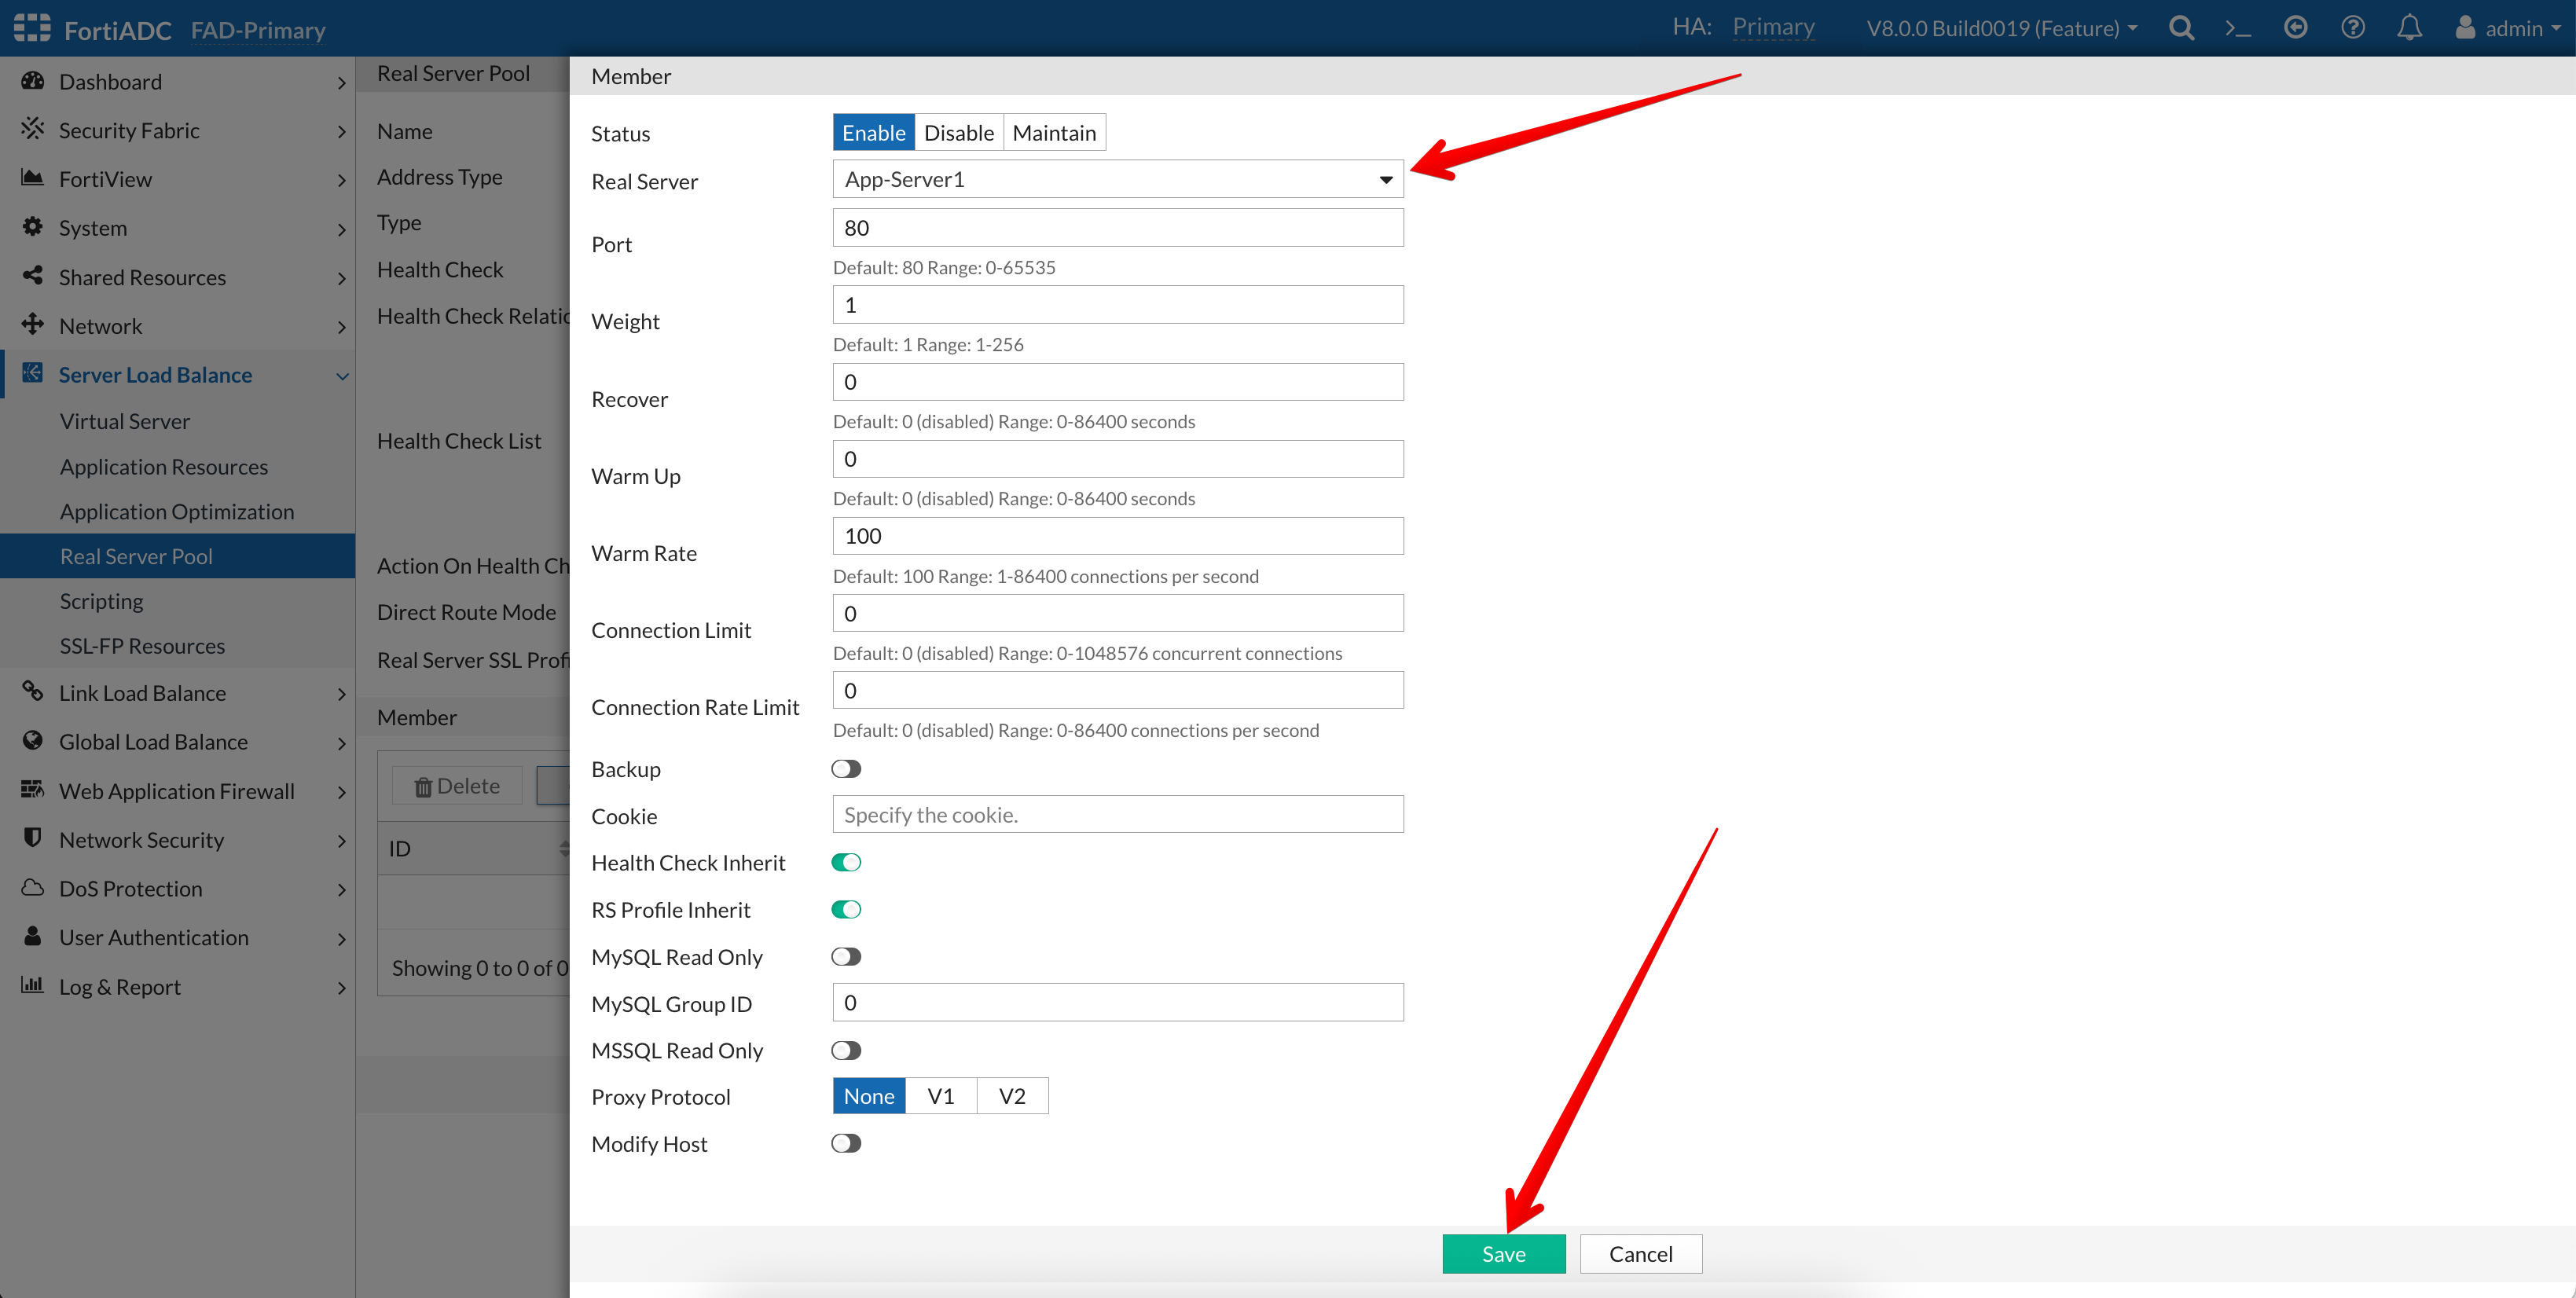 FortiADC FAD-Primary
HA: Primary V8.0.0 Build0019 (Feature) admin
Dashboard
Security Fabric
FortiView
System
Shared Resources
Network
Server Load Balance
Virtual Server
Application Resources
Application Optimization
Real Server Pool
Scripting
SSL-FP Resources
Link Load Balance
Global Load Balance
Web Application Firewall
Network Security
DoS Protection
User Authentication
Log & Report
Real Server Pool
Name
Address Type
Type
Health Check
Health Check Relatio
Health Check List
Action On Health Ch
Direct Route Mode
Real Server SSL Profi
Member
Delete
ID
Showing 0 to 0 of 0
Member
Status Enable Disable Maintain
Real Server App-Server1
Port 80
Default: 80 Range: 0-65535
Weight 1
Default: 1 Range: 1-256
Recover 0
Default: 0 (disabled) Range: 0-86400 seconds
Warm Up 0
Default: 0 (disabled) Range: 0-86400 seconds
Warm Rate 100
Default: 100 Range: 1-86400 connections per second
Connection Limit 0
Default: 0 (disabled) Range: 0-1048576 concurrent connections
Connection Rate Limit 0
Default: 0 (disabled) Range: 0-86400 connections per second
Backup
Cookie Specify the cookie.
Health Check Inherit
RS Profile Inherit
MySQL Read Only
MySQL Group ID 0
MSSQL Read Only
Proxy Protocol None V1 V2
Modify Host
Save Cancel